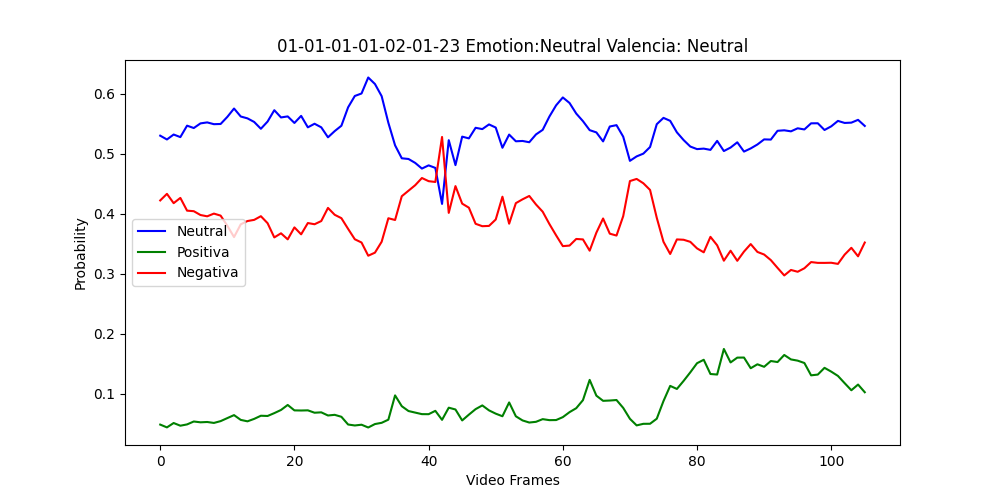 01-01-01-01-02-01-23 Emotion:Neutral Valencia: Neutral
Probability
0.6
0.5
0.4
0.3
0.2
0.1
Neutral
Positiva
Negativa
0 20 40 60 80 100
Video Frames